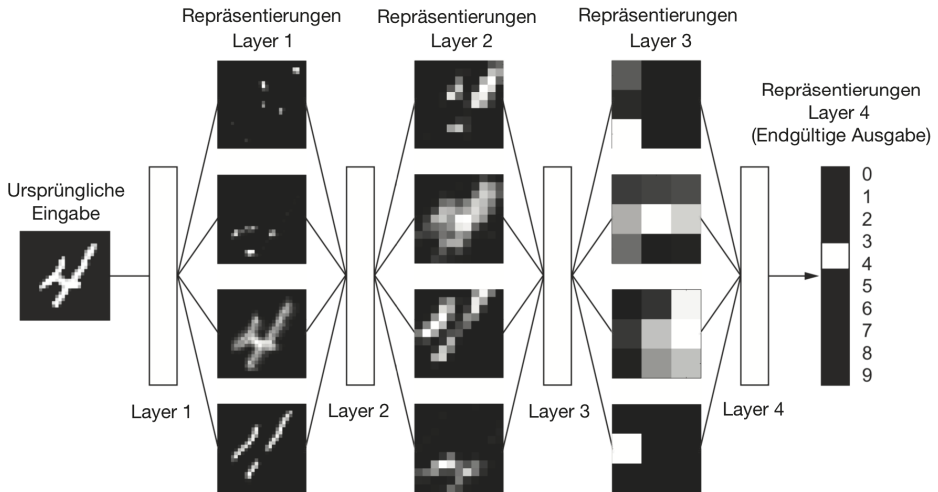 Repräsentierungen
Layer 1
Repräsentierungen
Layer 2
Repräsentierungen
Layer 3
Repräsentierungen
Layer 4
(Endgültige Ausgabe)
Ursprüngliche
Eingabe
0
1
2
3
4
5
6
7
8
9
Layer 1
Layer 2
Layer 3
Layer 4